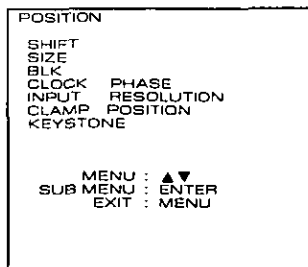 POSITION
SHIFT
SIZE
BLK
CLOCK PHASE
INPUT RESOLUTION
CLAMP POSITION
KEYSTONE
MENU : ▲▼
SUB MENU : ENTER
EXIT : MENU